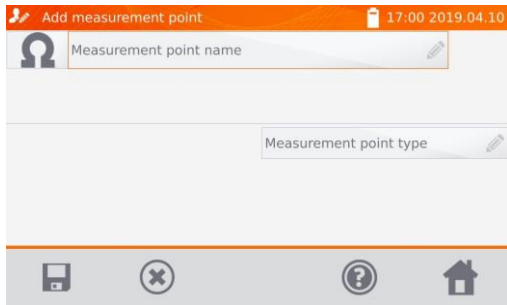 Add measurement point 17:00 2019.04.10
Measurement point name
Measurement point type